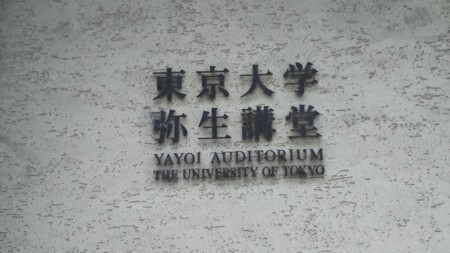 東京大学
弥生講堂
YAYOI AUDITORIUM
THE UNIVERSITY OF TOKYO